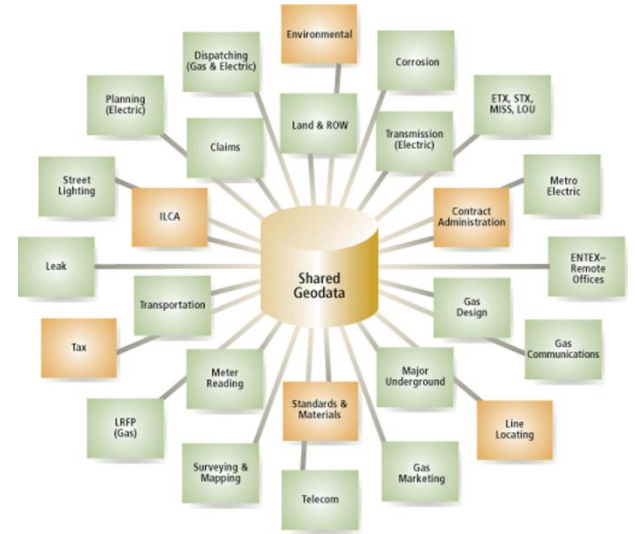 Environmental
Dispatching
(Gas & Electric)
Corrosion
Planning
(Electric)
ETX, STX,
MISS, LOU
Land & ROW
Claims
Transmission
(Electric)
Street
Lighting
Metro
Electric
ILCA
Contract
Administration
Leak
Shared
Geodata
ENTEX–
Remote
Offices
Transportation
Gas
Design
Tax
Gas
Communications
Meter
Reading
Major
Underground
LRFP
(Gas)
Standards &
Materials
Line
Locating
Surveying &
Mapping
Gas
Marketing
Telecom